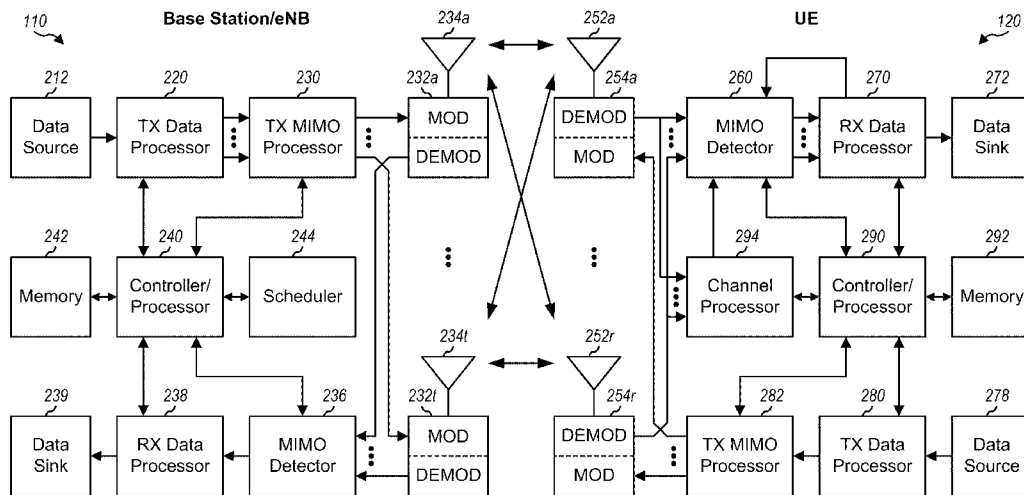 Base Station/eNB
UE
110
120
234a
252a
212
220
230
232a
254a
260
270
272
Data
Source
TX Data
Processor
TX MIMO
Processor
MOD
DEMOD
DEMOD
MOD
MIMO
Detector
RX Data
Processor
Data
Sink
242
240
244
294
290
292
Memory
Controller/
Processor
Scheduler
Channel
Processor
Controller/
Processor
Memory
234t
252r
239
238
236
232t
254r
282
280
278
Data
Sink
RX Data
Processor
MIMO
Detector
MOD
DEMOD
DEMOD
MOD
TX MIMO
Processor
TX Data
Processor
Data
Source